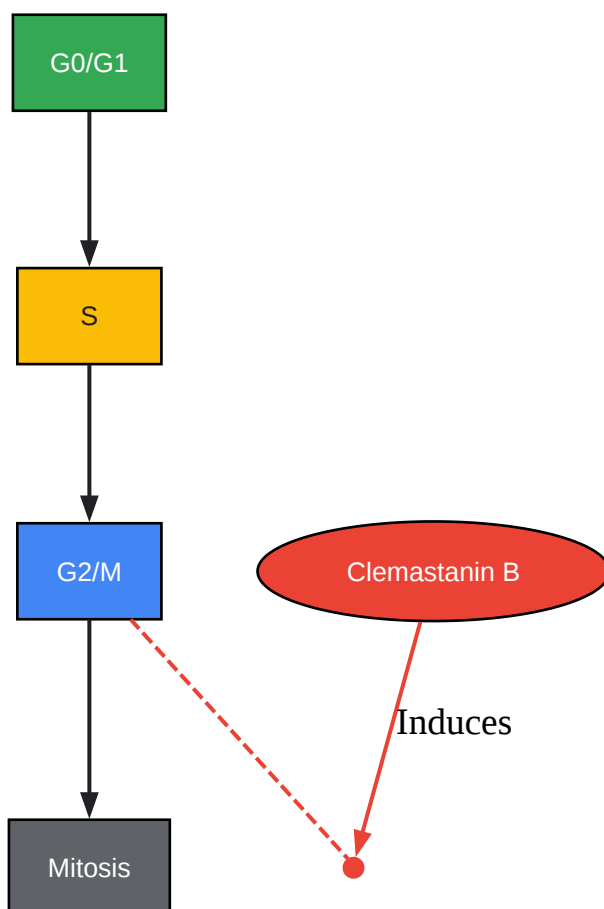 G0/G1
S
G2/M
Clemastanin B
Induces
Mitosis